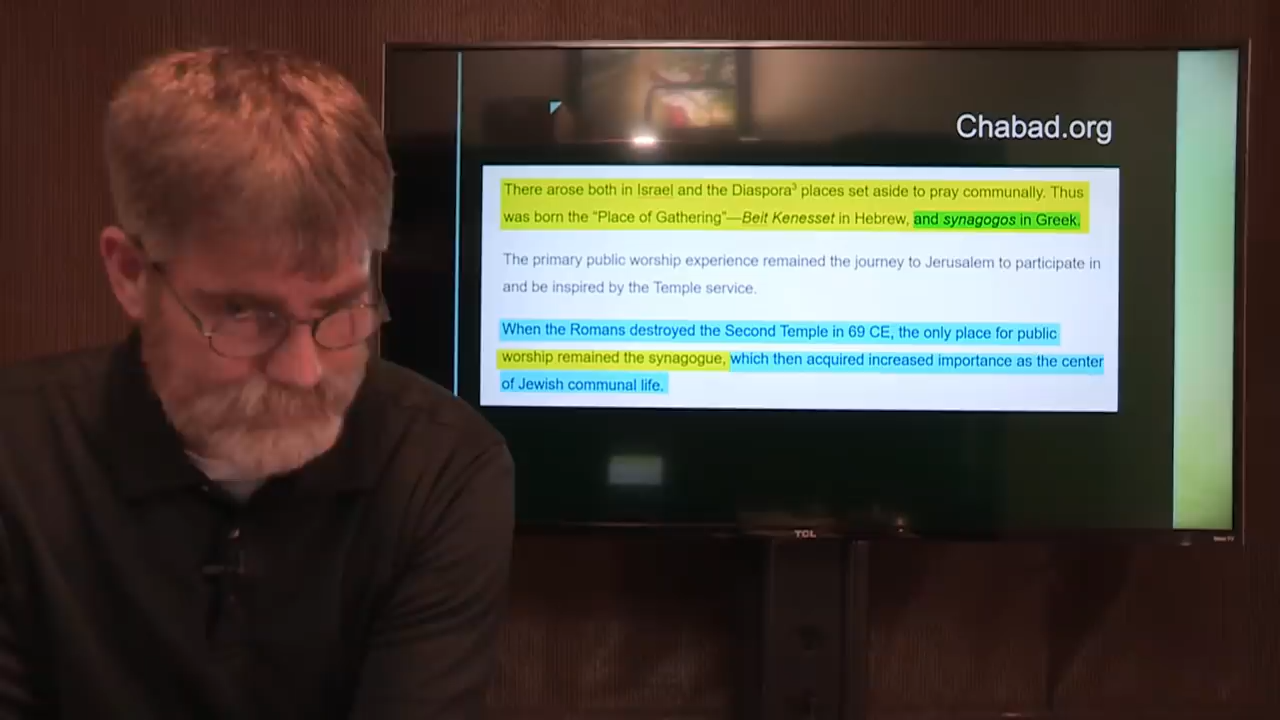 Chabad.org
There arose both in Israel and the Diaspora³ places set aside to pray communally. Thus
was born the “Place of Gathering”—Beit Kenesset in Hebrew, and synagogos in Greek.
The primary public worship experience remained the journey to Jerusalem to participate in
and be inspired by the Temple service.
When the Romans destroyed the Second Temple in 69 CE, the only place for public
worship remained the synagogue, which then acquired increased importance as the center
of Jewish communal life.
TCL